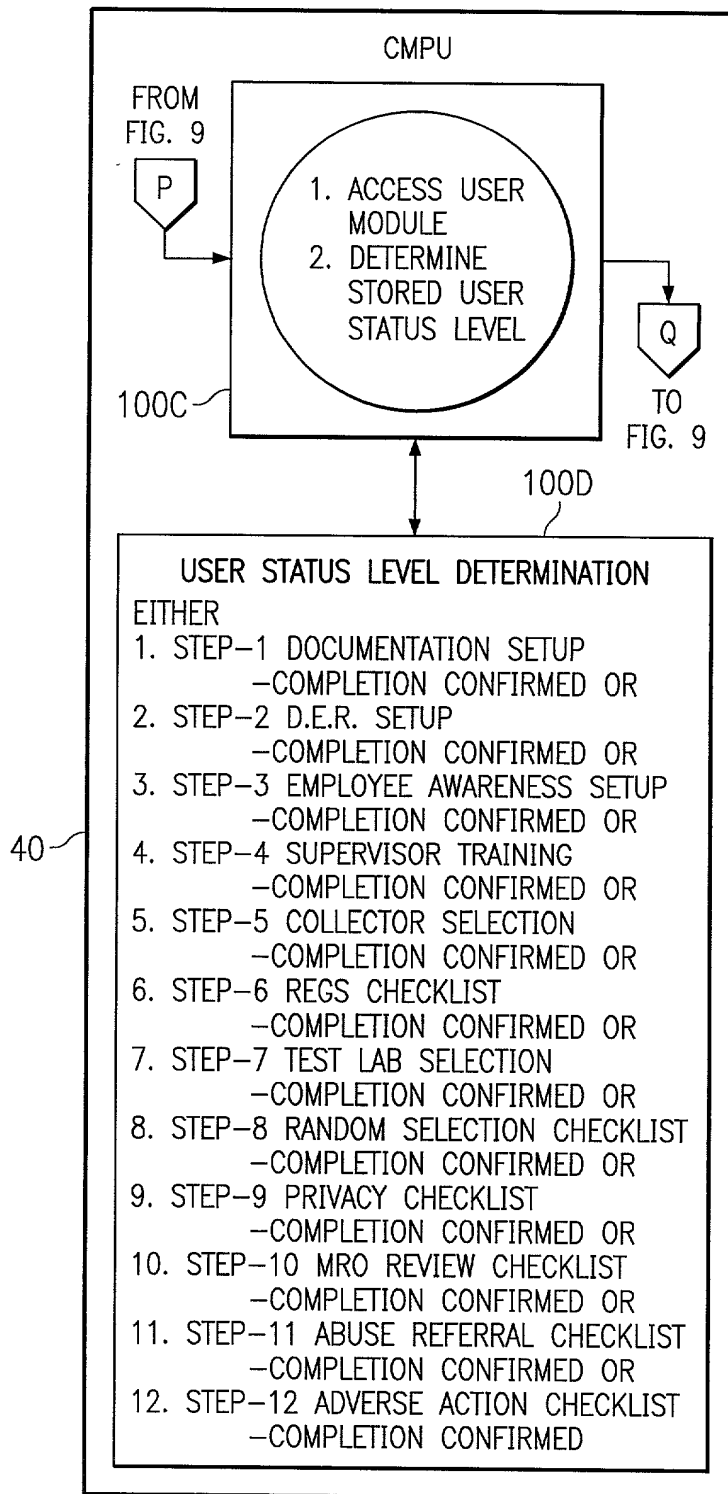 CMPU
FROM
FIG. 9
P
1. ACCESS USER
MODULE
2. DETERMINE
STORED USER
STATUS LEVEL
Q
TO
FIG. 9
100C
100D
USER STATUS LEVEL DETERMINATION
EITHER
1. STEP-1 DOCUMENTATION SETUP
-COMPLETION CONFIRMED OR
2. STEP-2 D.E.R. SETUP
-COMPLETION CONFIRMED OR
3. STEP-3 EMPLOYEE AWARENESS SETUP
-COMPLETION CONFIRMED OR
4. STEP-4 SUPERVISOR TRAINING
-COMPLETION CONFIRMED OR
5. STEP-5 COLLECTOR SELECTION
-COMPLETION CONFIRMED OR
6. STEP-6 REGS CHECKLIST
-COMPLETION CONFIRMED OR
7. STEP-7 TEST LAB SELECTION
-COMPLETION CONFIRMED OR
8. STEP-8 RANDOM SELECTION CHECKLIST
-COMPLETION CONFIRMED OR
9. STEP-9 PRIVACY CHECKLIST
-COMPLETION CONFIRMED OR
10. STEP-10 MRO REVIEW CHECKLIST
-COMPLETION CONFIRMED OR
11. STEP-11 ABUSE REFERRAL CHECKLIST
-COMPLETION CONFIRMED OR
12. STEP-12 ADVERSE ACTION CHECKLIST
-COMPLETION CONFIRMED
40